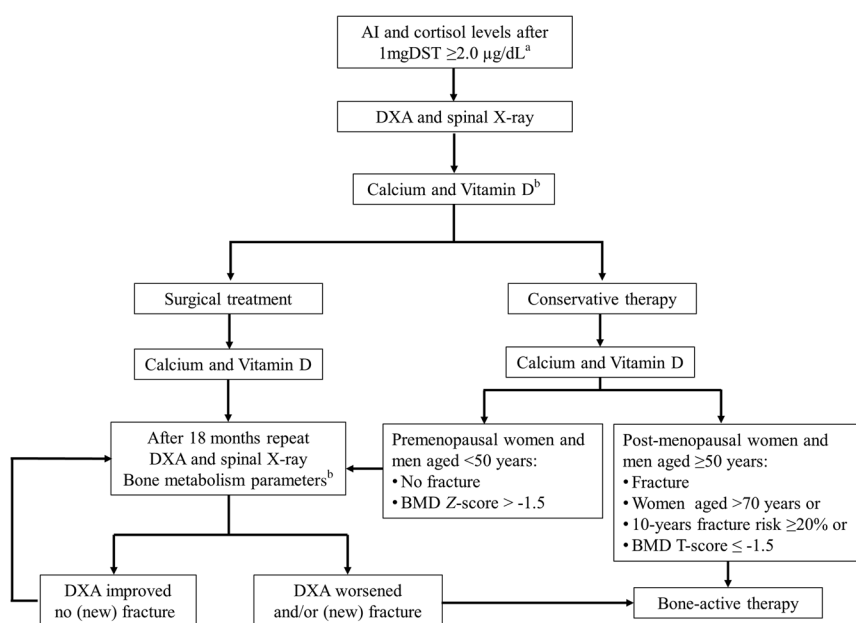 AI and cortisol levels after
1mgDST ≥2.0 µg/dLᵃ
DXA and spinal X-ray
Calcium and Vitamin Dᵇ
Surgical treatment
Conservative therapy
Calcium and Vitamin D
Calcium and Vitamin D
After 18 months repeat
DXA and spinal X-ray
Bone metabolism parametersᵇ
Premenopausal women and
men aged <50 years:
• No fracture
• BMD Z-score > -1.5
Post-menopausal women and
men aged ≥50 years:
• Fracture
• Women aged >70 years or
• 10-years fracture risk ≥20% or
• BMD T-score ≤ -1.5
DXA improved
no (new) fracture
DXA worsened
and/or (new) fracture
Bone-active therapy